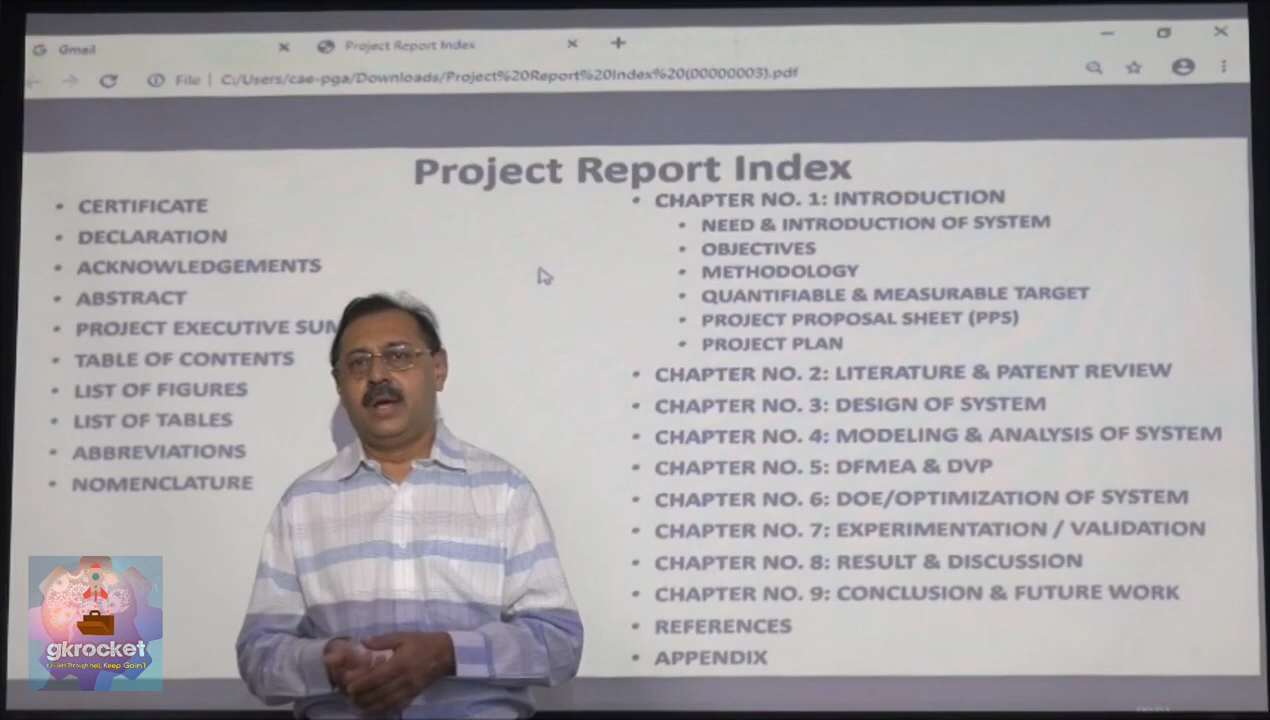 Gmail
Project Report Index
File | C:/Users/cae-pga/Downloads/Project%20Report%20Index%20(00000003).pdf
Project Report Index
• CERTIFICATE
• DECLARATION
• ACKNOWLEDGEMENTS
• ABSTRACT
• PROJECT EXECUTIVE SUM
• TABLE OF CONTENTS
• LIST OF FIGURES
• LIST OF TABLES
• ABBREVIATIONS
• NOMENCLATURE
• CHAPTER NO. 1: INTRODUCTION
• NEED & INTRODUCTION OF SYSTEM
• OBJECTIVES
• METHODOLOGY
• QUANTIFIABLE & MEASURABLE TARGET
• PROJECT PROPOSAL SHEET (PPS)
• PROJECT PLAN
• CHAPTER NO. 2: LITERATURE & PATENT REVIEW
• CHAPTER NO. 3: DESIGN OF SYSTEM
• CHAPTER NO. 4: MODELING & ANALYSIS OF SYSTEM
• CHAPTER NO. 5: DFMEA & DVP
• CHAPTER NO. 6: DOE/OPTIMIZATION OF SYSTEM
• CHAPTER NO. 7: EXPERIMENTATION / VALIDATION
• CHAPTER NO. 8: RESULT & DISCUSSION
• CHAPTER NO. 9: CONCLUSION & FUTURE WORK
• REFERENCES
• APPENDIX
gkrocket
Through hell, Keep Goin!